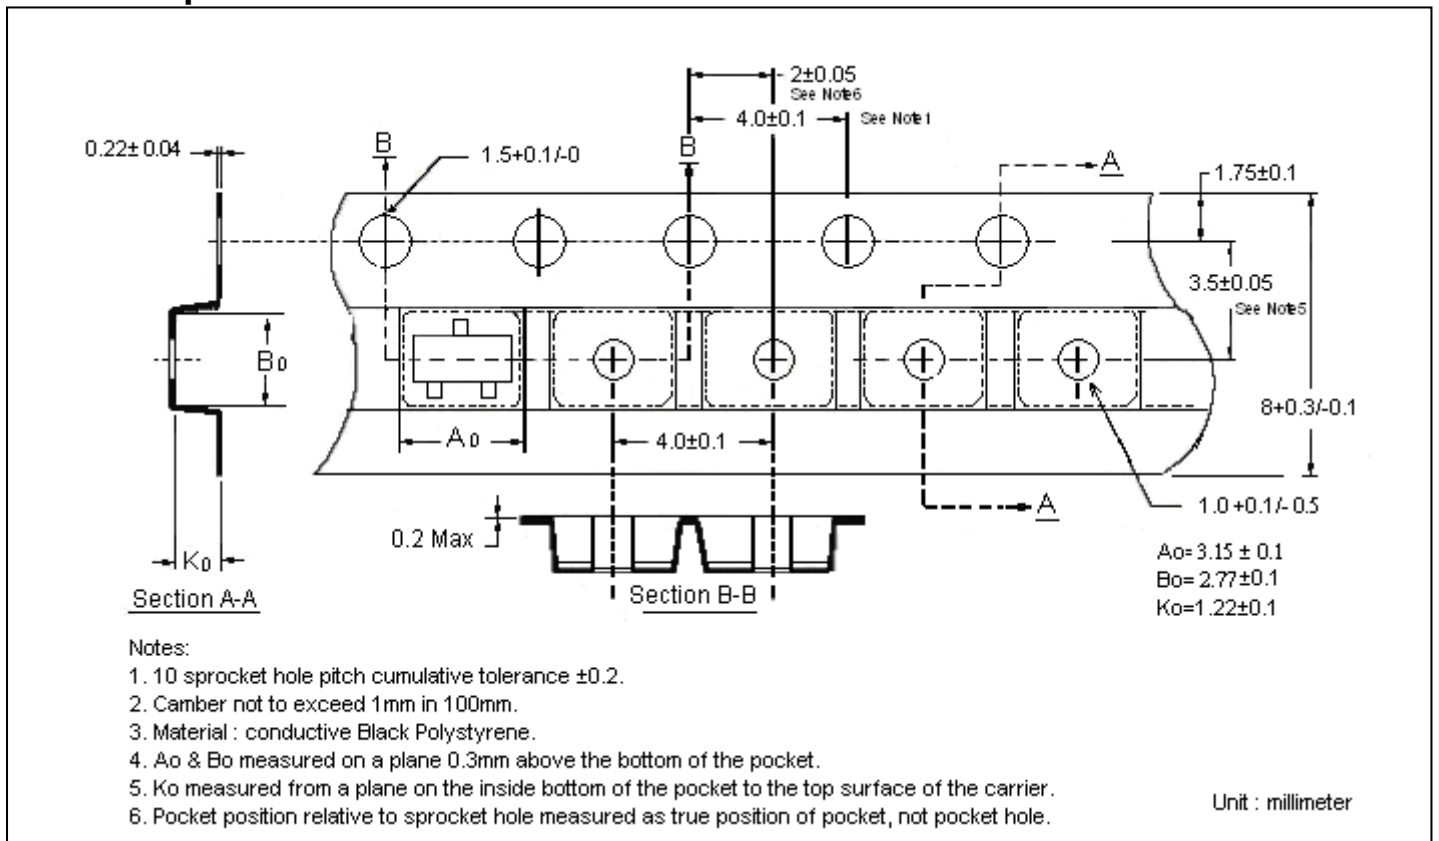 2±0.05
See Note6
4.0±0.1 See Note1
0.22±0.04
B
1.5+0.1/-0
B
A
1.75±0.1
3.5±0.05
See Note5
B0
A0
4.0±0.1
8+0.3/-0.1
A
1.0+0.1/-0.5
0.2 Max
K0
Section A-A
Section B-B
Ao=3.15 ± 0.1
Bo=2.77±0.1
Ko=1.22±0.1
Notes:
1. 10 sprocket hole pitch cumulative tolerance ±0.2.
2. Camber not to exceed 1mm in 100mm.
3. Material : conductive Black Polystyrene.
4. Ao & Bo measured on a plane 0.3mm above the bottom of the pocket.
5. Ko measured from a plane on the inside bottom of the pocket to the top surface of the carrier.
6. Pocket position relative to sprocket hole measured as true position of pocket, not pocket hole.
Unit : millimeter